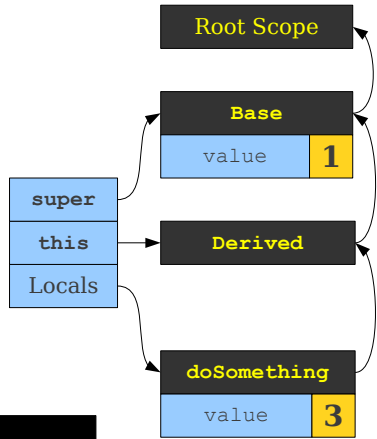 Root Scope
Base
value 1
super
this
Derived
Locals
doSomething
value 3